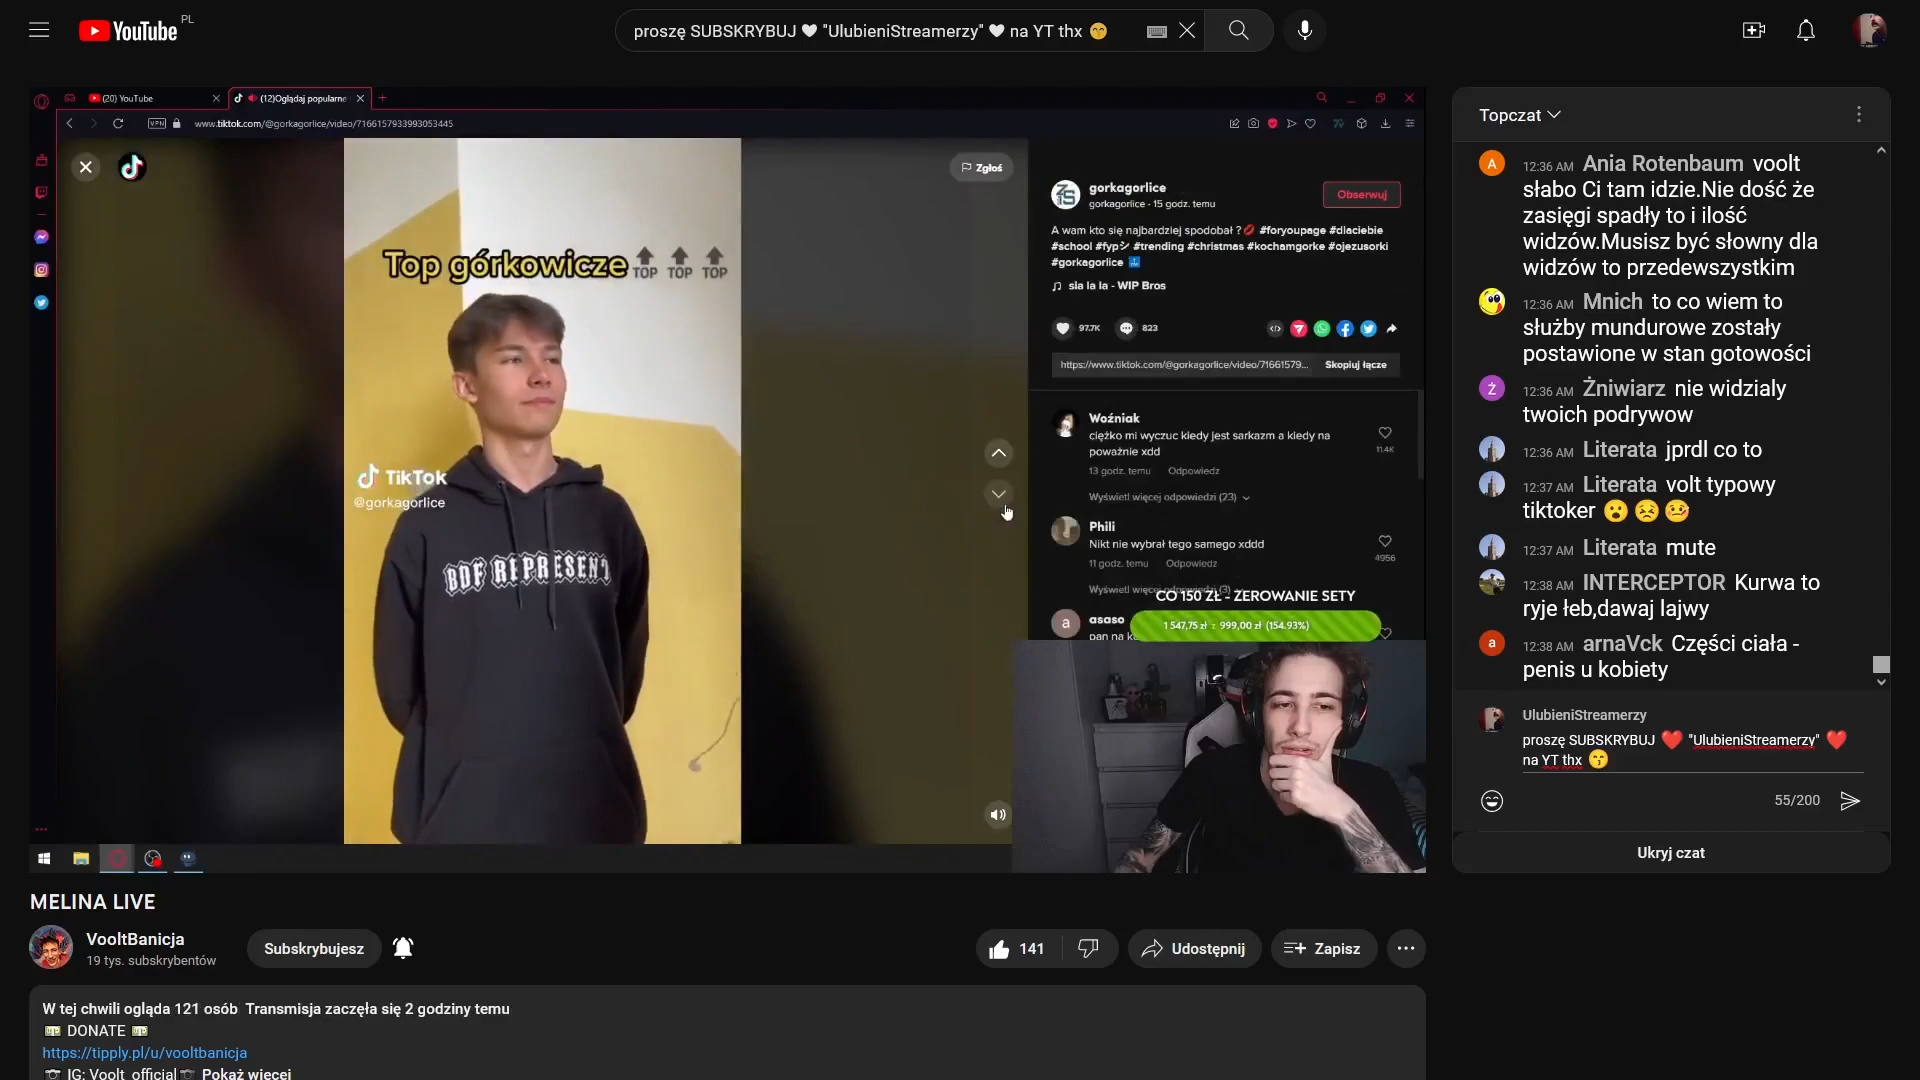 YouTube PL
proszę SUBSKRYBUJ 🤍 "UlubieniStreamerzy" 🤍 na YT thx 😙
(20) YouTube
(12)Oglądaj popularne
VPN
www.tiktok.com/@gorkagorlice/video/7166157933993053445
Zgłoś
Top górkowicze TOP TOP TOP
TikTok
@gorkagorlice
BDF REPRESENT
gorkagorlice
gorkagorlice · 15 godz. temu
Obserwuj
A wam kto się najbardziej spodobał ?💋 #foryoupage #dlaciebie
#school #fypシ #trending #christmas #kochamgorke #ojezusorki
#gorkagorlice
♫ sla la la - WIP Bros
97.7K
823
https://www.tiktok.com/@gorkagorlice/video/71661579...
Skopiuj łącze
Woźniak
ciężko mi wyczuc kiedy jest sarkazm a kiedy na
poważnie xdd
11.4K
13 godz. temu Odpowiedz
Wyświetl więcej odpowiedzi (23)
Phili
Nikt nie wybrał tego samego xddd
4956
11 godz. temu Odpowiedz
Wyświetl więcej odpowiedzi (3)
CO 150 ZŁ - ZEROWANIE SETY
a
asaso
1 547,75 zł z 999,00 zł (154.93%)
pan na k
MELINA LIVE
VooltBanicja
19 tys. subskrybentów
Subskrybujesz
141
Udostępnij
Zapisz
W tej chwili ogląda 121 osób Transmisja zaczęła się 2 godziny temu
💵 DONATE 💵
https://tipply.pl/u/vooltbanicja
📷 IG: Voolt_official📷 Pokaż więcej
Topczat
A
12:36 AM Ania Rotenbaum voolt
słabo Ci tam idzie.Nie dość że
zasięgi spadły to i ilość
widzów.Musisz być słowny dla
widzów to przedewszystkim
12:36 AM Mnich to co wiem to
służby mundurowe zostały
postawione w stan gotowości
ż
12:36 AM Żniwiarz nie widzialy
twoich podrywow
12:36 AM Literata jprdl co to
12:37 AM Literata volt typowy
tiktoker 😮 😣 🤒
12:37 AM Literata mute
12:38 AM INTERCEPTOR Kurwa to
ryje łeb,dawaj lajwy
a
12:38 AM arnaVck Części ciała -
penis u kobiety
UlubieniStreamerzy
proszę SUBSKRYBUJ ❤️ "UlubieniStreamerzy" ❤️
na YT thx 😙
55/200
Ukryj czat